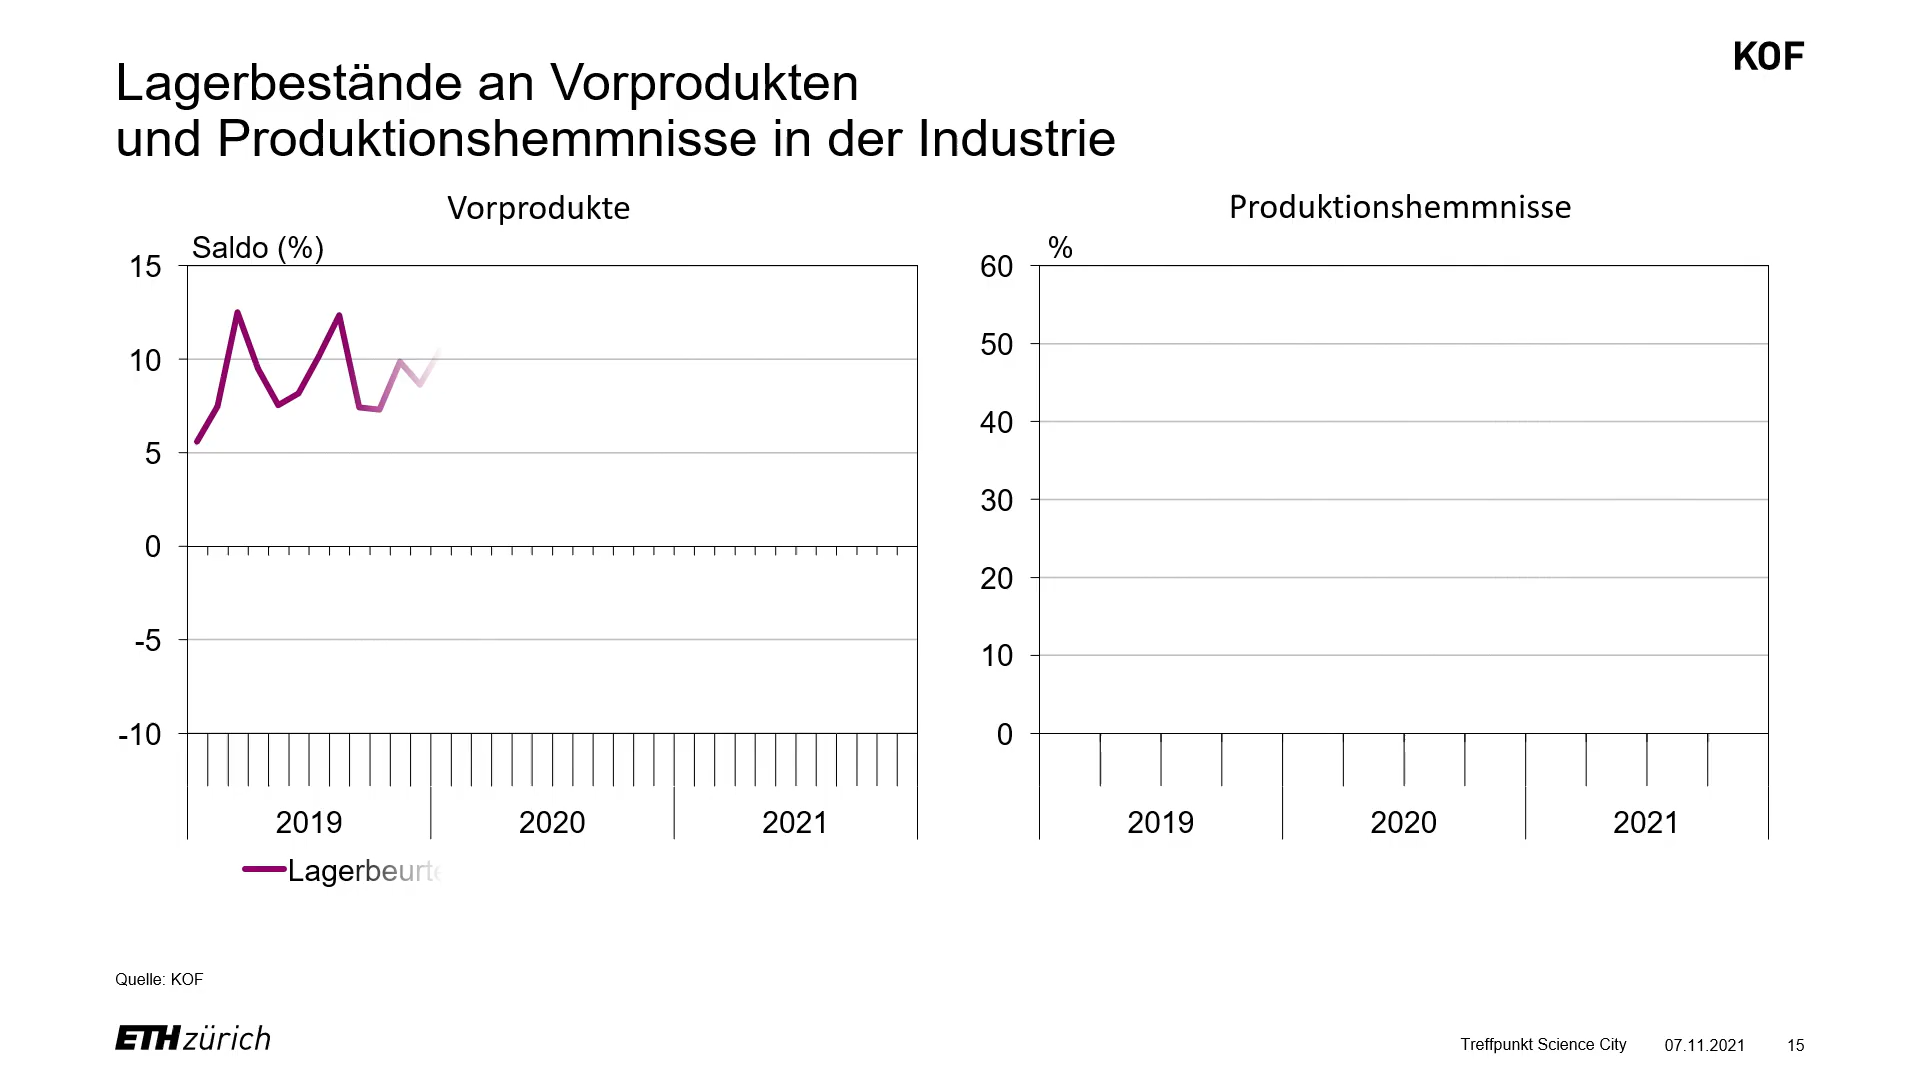 KOF
Lagerbestände an Vorprodukten
und Produktionshemmnisse in der Industrie
Vorprodukte
Saldo (%)
15
10
5
0
-5
-10
2019
2020
2021
Produktionshemmnisse
%
60
50
40
30
20
10
0
2019
2020
2021
Quelle: KOF
ETH zürich
Treffpunkt Science City
07.11.2021
15